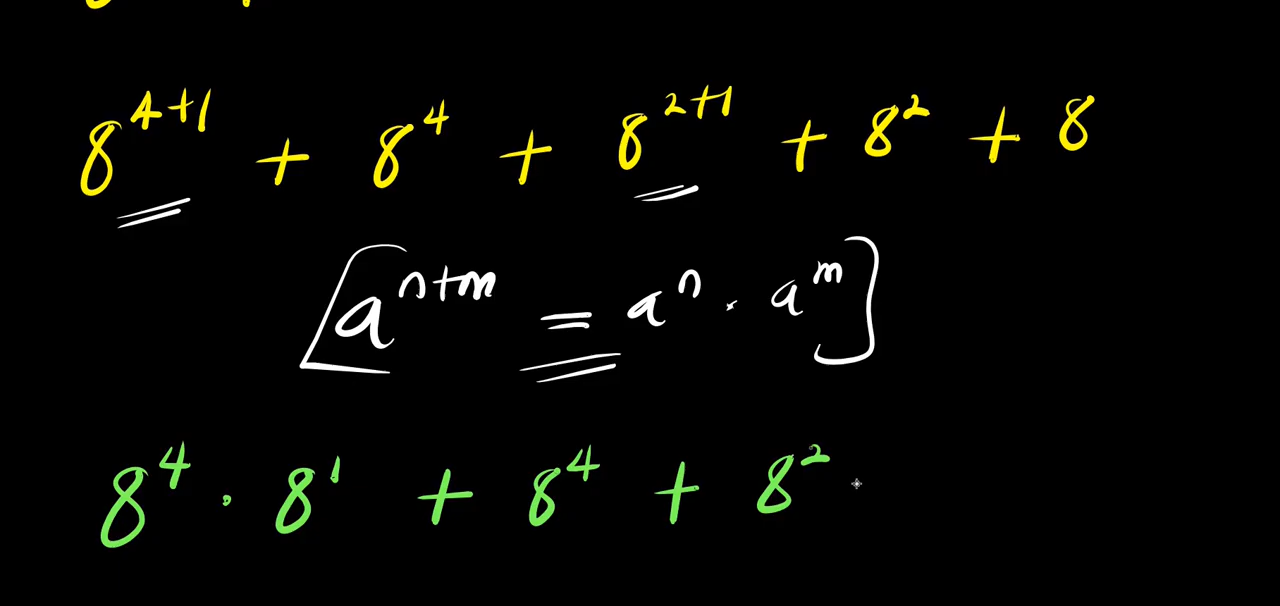 8^{4+1} + 8^4 + 8^{2+1} + 8^2 + 8
[a^{n+m} = a^n · a^m]
8^4 · 8^1 + 8^4 + 8^2